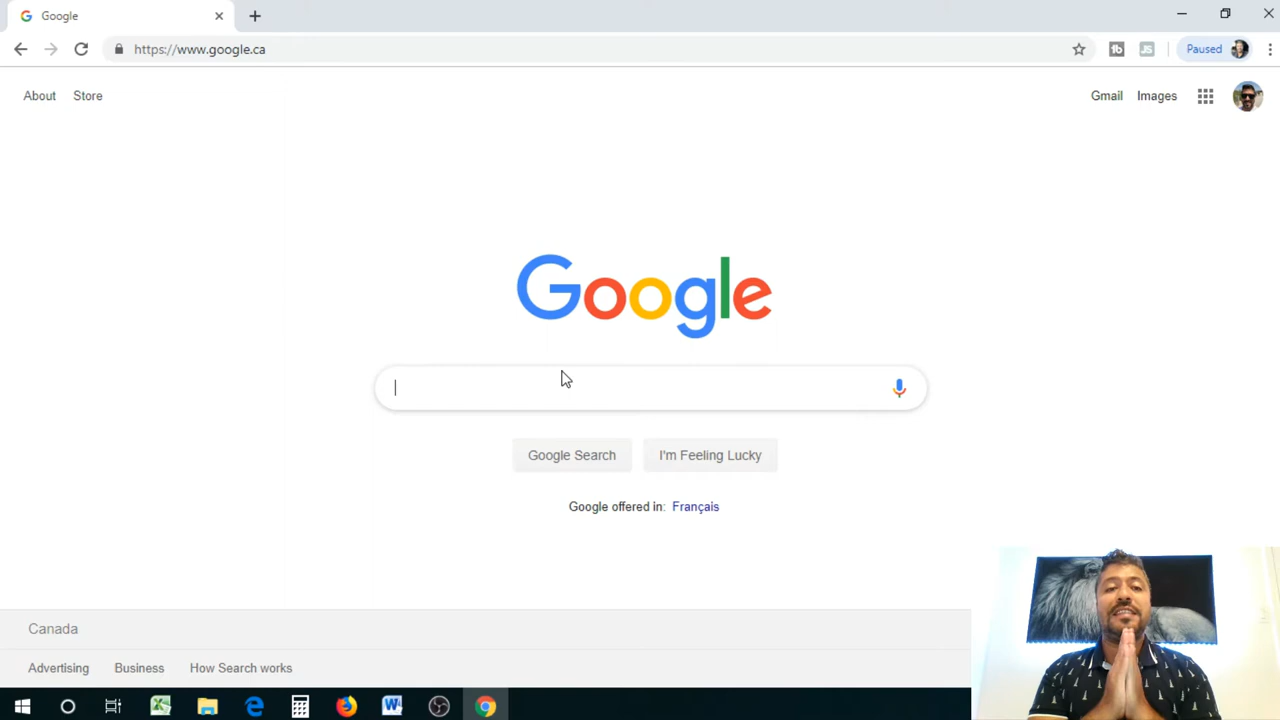 Google
https://www.google.ca
Paused
About Store
Gmail Images
Google
Google Search I'm Feeling Lucky
Google offered in: Français
Canada
Advertising Business How Search works